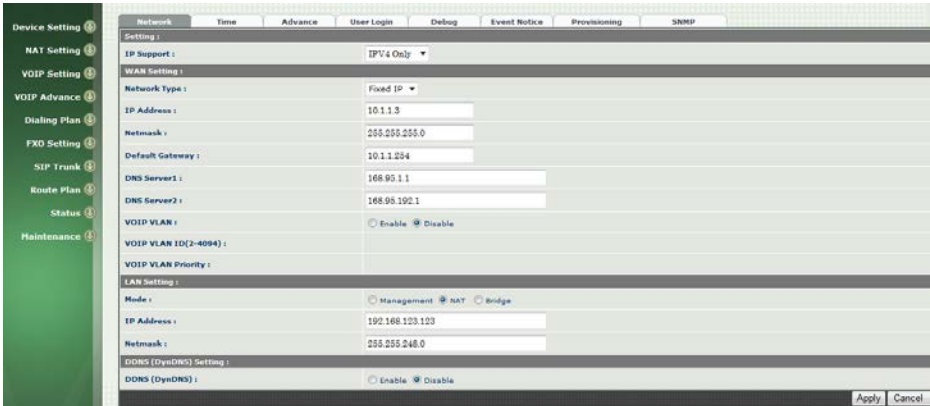 Device Setting
NAT Setting
VOIP Setting
VOIP Advance
Dialing Plan
FXO Setting
SIP Trunk
Route Plan
Status
Maintenance
Network Time Advance User Login Debug Event Notice Provisioning SNMP
Setting :
IP Support : IPV4 Only
WAN Setting :
Network Type : Fixed IP
IP Address : 10.1.1.3
Netmask : 255.255.255.0
Default Gateway : 10.1.1.254
DNS Server1 : 168.95.1.1
DNS Server2 : 168.95.192.1
VOIP VLAN : Enable Disable
VOIP VLAN ID(2-4094) :
VOIP VLAN Priority :
LAN Setting :
Mode : Management NAT Bridge
IP Address : 192.168.123.123
Netmask : 255.255.248.0
DDNS (DynDNS) Setting :
DDNS (DynDNS) : Enable Disable
Apply Cancel